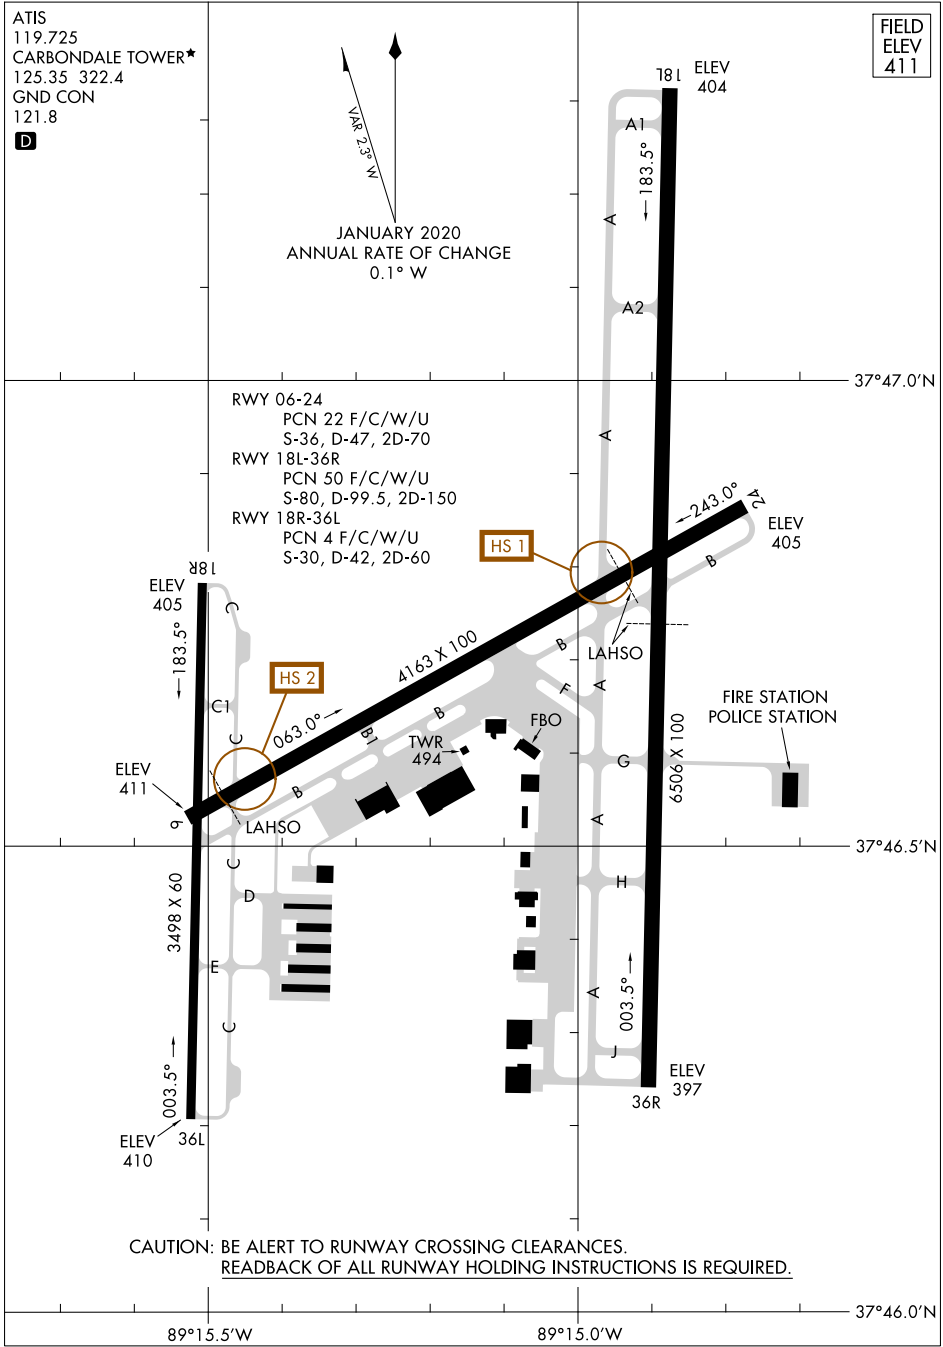 ATIS
119.725
CARBONDALE TOWER★
125.35 322.4
GND CON
121.8
D
FIELD
ELEV
411
VAR 2.3° W
JANUARY 2020
ANNUAL RATE OF CHANGE
0.1° W
18L
ELEV
404
A1
183.5°
A
A2
37°47.0'N
RWY 06-24
PCN 22 F/C/W/U
S-36, D-47, 2D-70
RWY 18L-36R
PCN 50 F/C/W/U
S-80, D-99.5, 2D-150
RWY 18R-36L
PCN 4 F/C/W/U
S-30, D-42, 2D-60
A
243.0°
24
ELEV
405
HS 1
B
18R
ELEV
405
C
183.5°
4163 X 100
B
LAHSO
HS 2
C1
C
063.0°
B1
B
F
A
FBO
TWR
494
FIRE STATION
POLICE STATION
6506 X 100
G
ELEV
411
B
9
LAHSO
A
37°46.5'N
C
D
H
3498 X 60
E
A
003.5°
C
J
003.5°
ELEV
397
36R
36L
ELEV
410
CAUTION: BE ALERT TO RUNWAY CROSSING CLEARANCES.
READBACK OF ALL RUNWAY HOLDING INSTRUCTIONS IS REQUIRED.
37°46.0'N
89°15.5'W
89°15.0'W